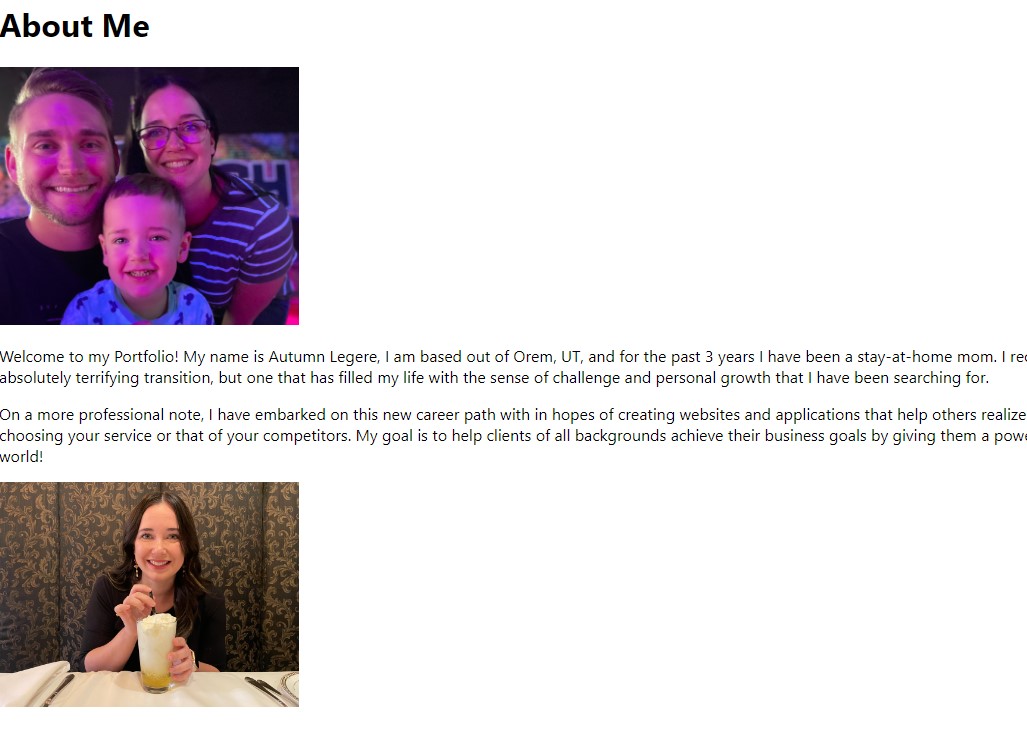 About Me
Welcome to my Portfolio! My name is Autumn Legere, I am based out of Orem, UT, and for the past 3 years I have been a stay-at-home mom. I
absolutely terrifying transition, but one that has filled my life with the sense of challenge and personal growth that I have been searching for.
On a more professional note, I have embarked on this new career path with in hopes of creating websites and applications that help others realize
choosing your service or that of your competitors. My goal is to help clients of all backgrounds achieve their business goals by giving them a
world!